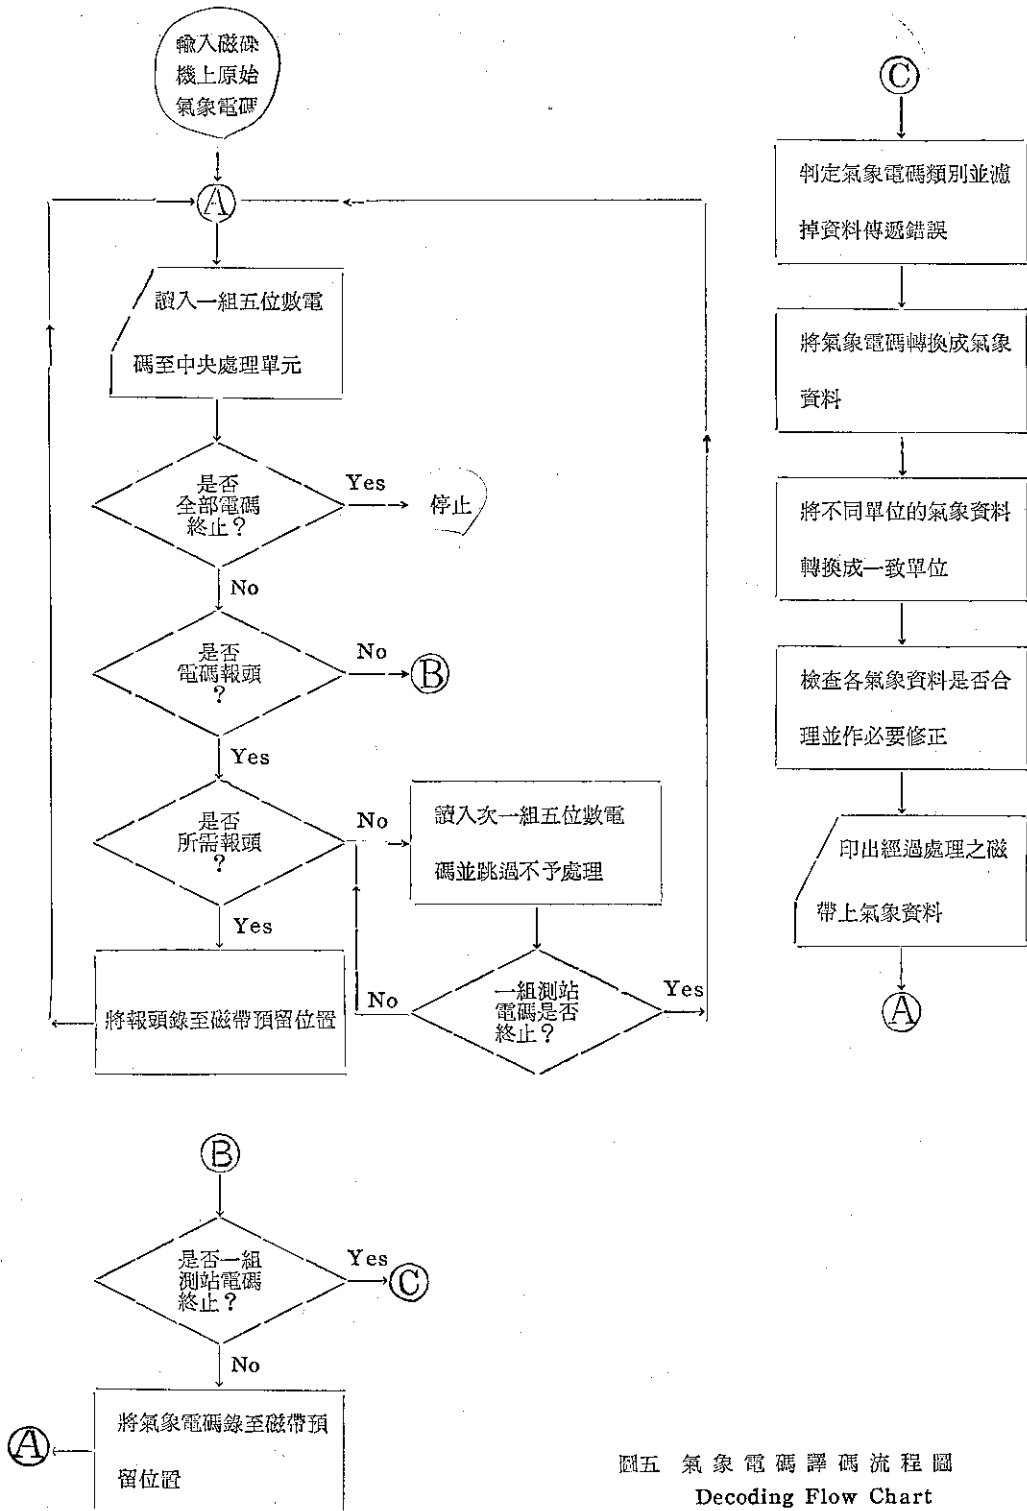 輸入磁碟
機上原始
氣象電碼
A
讀入一組五位數電
碼至中央處理單元
是否
全部電碼
終止？
Yes
停止
No
是否
電碼報頭
？
No
B
Yes
是否
所需報頭
？
No
讀入次一組五位數電
碼並跳過不予處理
Yes
將報頭錄至磁帶預留位置
一組測站
電碼是否
終止？
No
Yes
B
是否一組
測站電碼
終止？
Yes
C
No
將氣象電碼錄至磁帶預
留位置
A
C
判定氣象電碼類別並濾
掉資料傳遞錯誤
將氣象電碼轉換成氣象
資料
將不同單位的氣象資料
轉換成一致單位
檢查各氣象資料是否合
理並作必要修正
印出經過處理之磁
帶上氣象資料
A
圖五 氣象電碼譯碼流程圖
Decoding Flow Chart